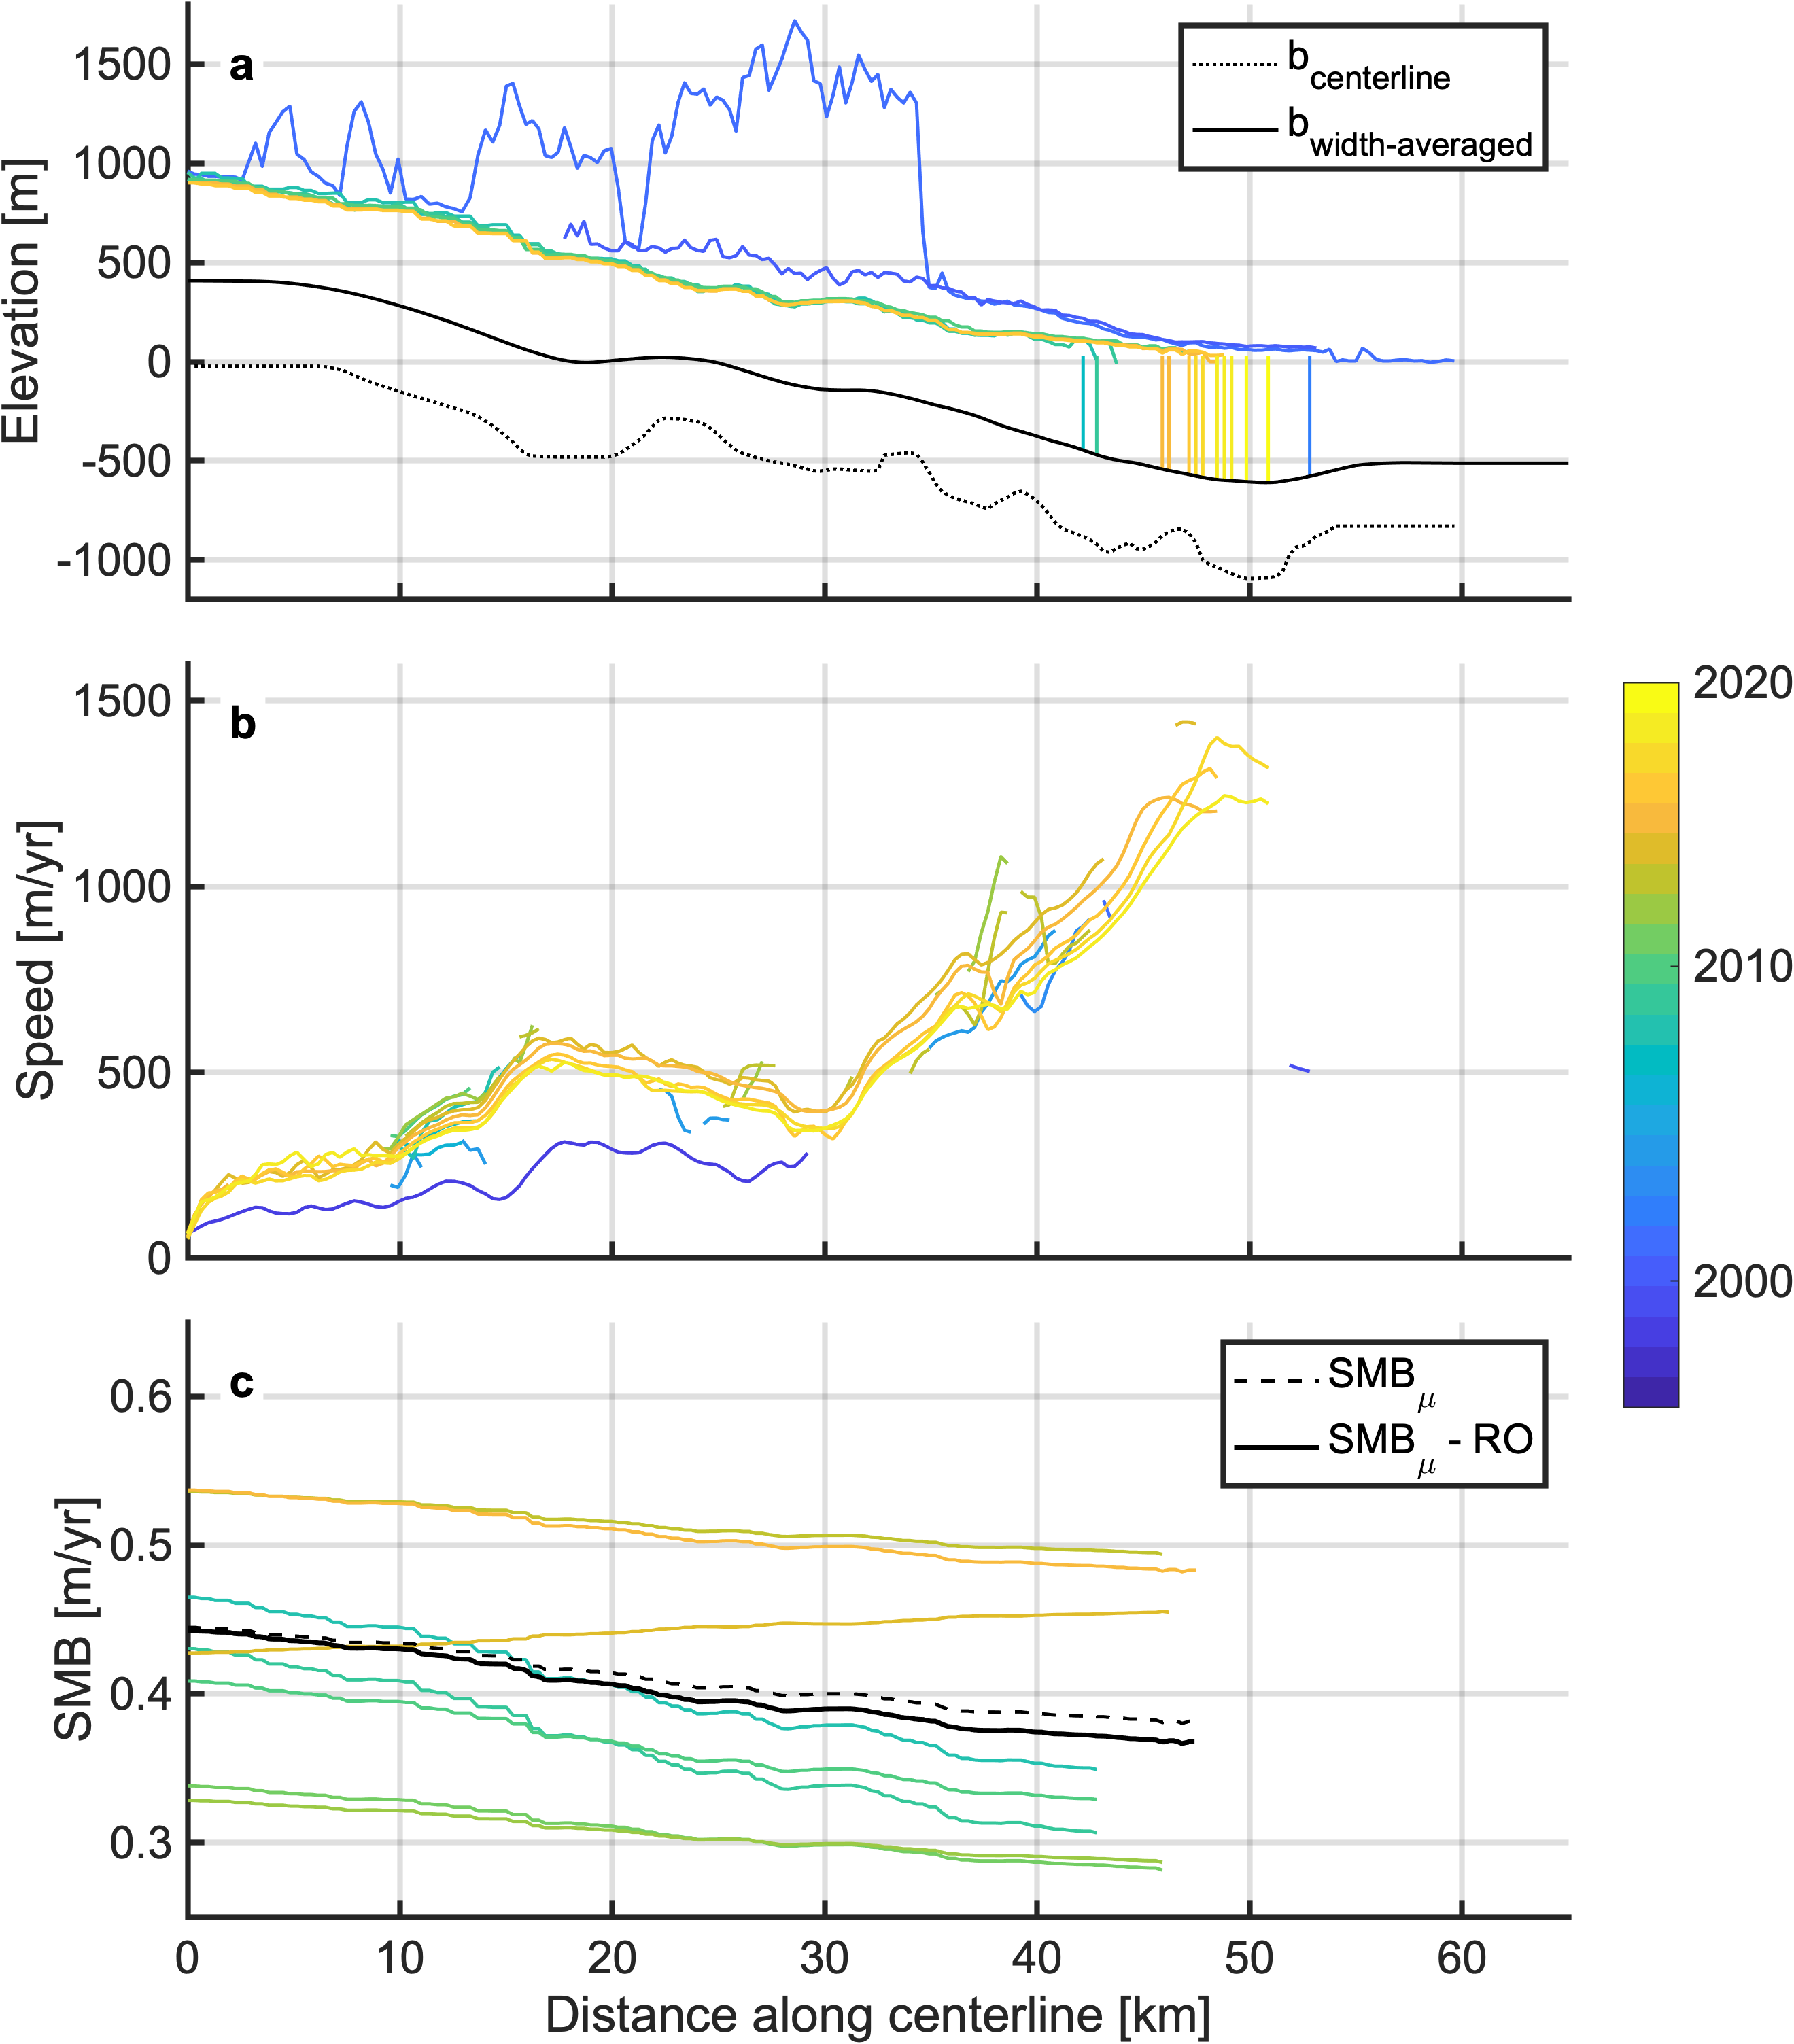 a
1500
1000
500
0
-500
-1000
Elevation [m]
b centerline
b width-averaged
b
1500
1000
500
0
Speed [m/yr]
2020
2010
2000
c
0.6
0.5
0.4
0.3
SMB [m/yr]
SMB μ
SMB μ - RO
0 10 20 30 40 50 60
Distance along centerline [km]